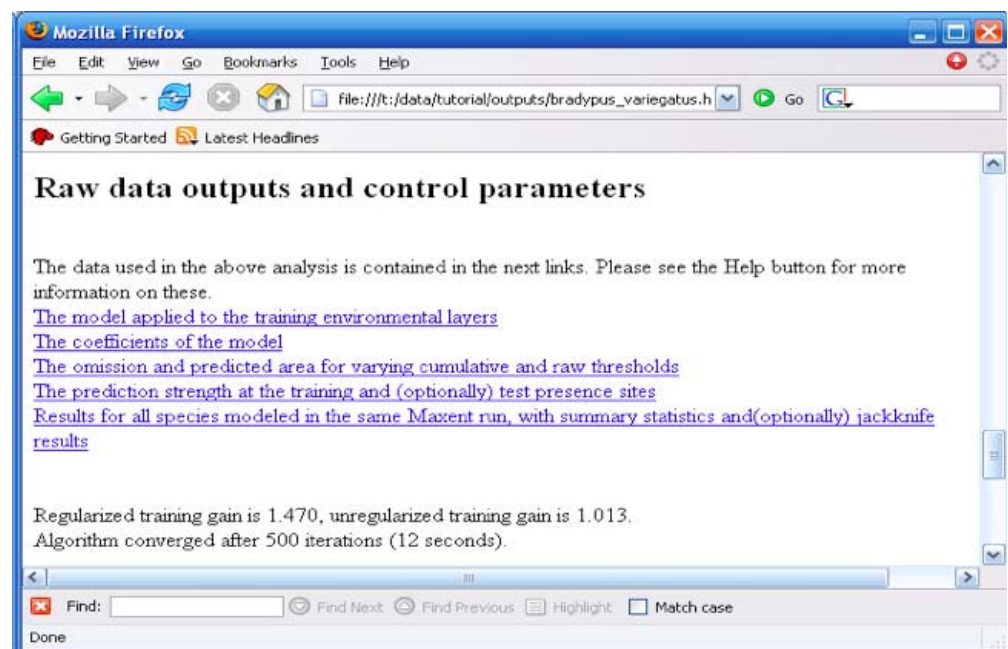 Mozilla Firefox
File Edit View Go Bookmarks Tools Help
file:///t:/data/tutorial/outputs/bradypus_variegatus.h Go G
Getting Started Latest Headlines
Raw data outputs and control parameters
The data used in the above analysis is contained in the next links. Please see the Help button for more
information on these.
The model applied to the training environmental layers
The coefficients of the model
The omission and predicted area for varying cumulative and raw thresholds
The prediction strength at the training and (optionally) test presence sites
Results for all species modeled in the same Maxent run, with summary statistics and(optionally) jackknife
results
Regularized training gain is 1.470, unregularized training gain is 1.013.
Algorithm converged after 500 iterations (12 seconds).
Find: Find Next Find Previous Highlight Match case
Done